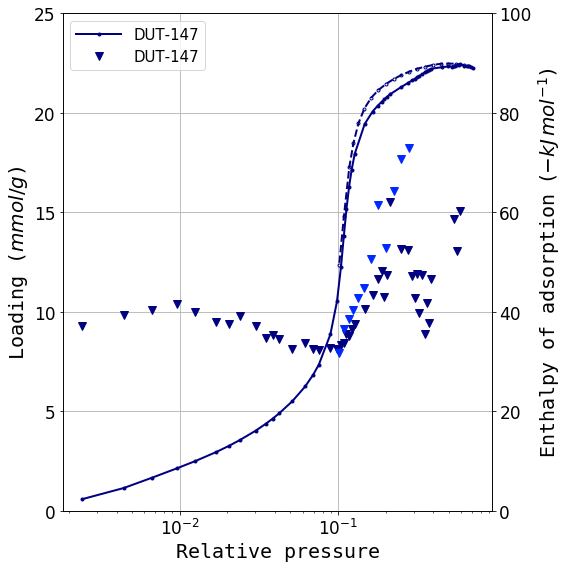 DUT-147
DUT-147
25
20
15
10
5
0
100
80
60
40
20
0
10⁻²
10⁻¹
Relative pressure
Loading (mmol/g)
Enthalpy of adsorption (−kJ mol⁻¹)